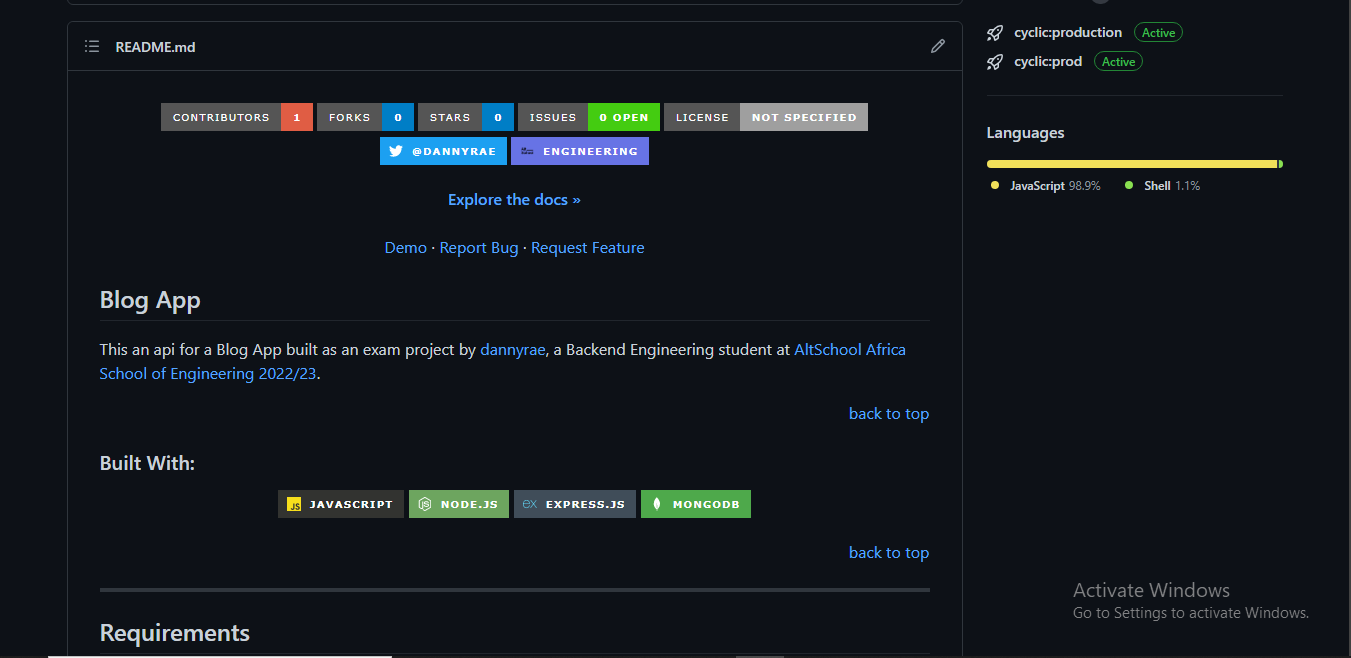 README.md
CONTRIBUTORS 1 FORKS 0 STARS 0 ISSUES 0 OPEN LICENSE NOT SPECIFIED
@DANNYRAE ENGINEERING
Explore the docs »
Demo · Report Bug · Request Feature
Blog App
This an api for a Blog App built as an exam project by dannyrae, a Backend Engineering student at AltSchool Africa
School of Engineering 2022/23.
back to top
Built With:
JS JAVASCRIPT JS NODE.JS EX EXPRESS.JS MONGODB
back to top
Requirements
cyclic:production Active
cyclic:prod Active
Languages
JavaScript 98.9% Shell 1.1%
Activate Windows
Go to Settings to activate Windows.